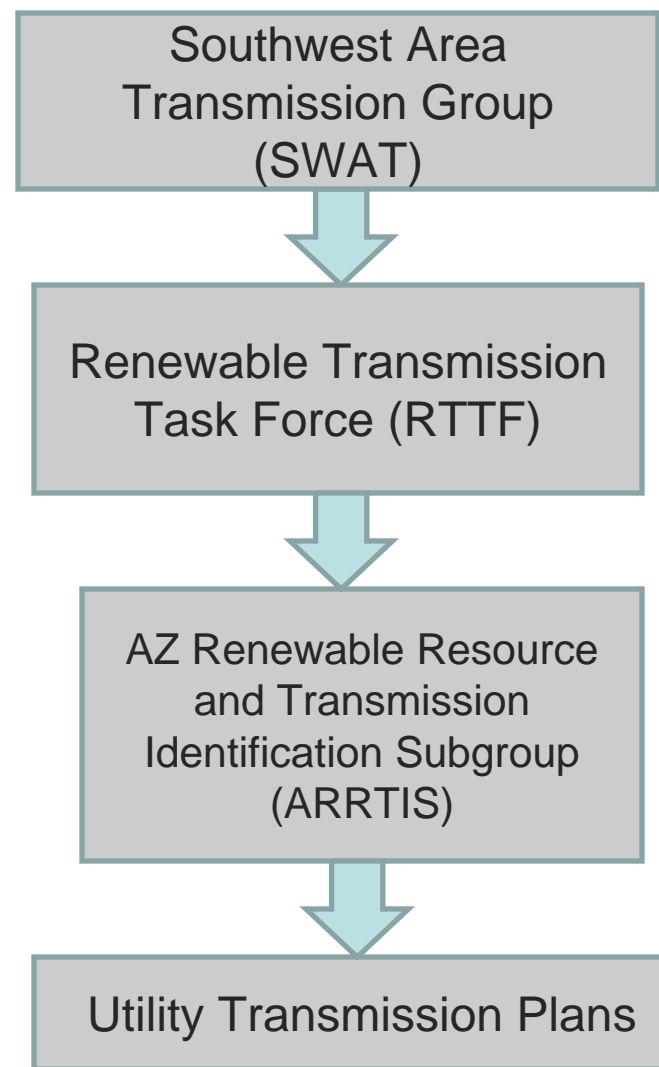 Southwest Area
Transmission Group
(SWAT)
Renewable Transmission
Task Force (RTTF)
AZ Renewable Resource
and Transmission
Identification Subgroup
(ARRTIS)
Utility Transmission Plans